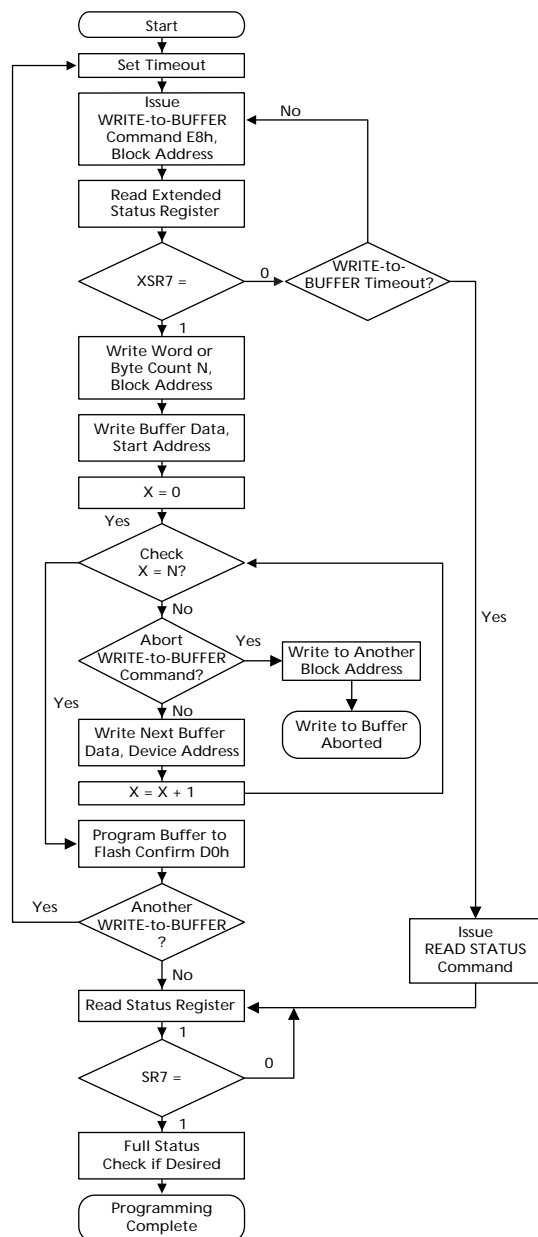 Start
Set Timeout
Issue
WRITE-to-BUFFER
Command E8h,
Block Address
No
Read Extended
Status Register
XSR7 =
0
WRITE-to-
BUFFER Timeout?
1
Write Word or
Byte Count N,
Block Address
Write Buffer Data,
Start Address
X = 0
Yes
Check
X = N?
No
Yes
Abort
WRITE-to-BUFFER
Command?
Yes
Write to Another
Block Address
Yes
No
Write to Buffer
Aborted
Write Next Buffer
Data, Device Address
X = X + 1
Program Buffer to
Flash Confirm D0h
Yes
Another
WRITE-to-BUFFER
?
Issue
READ STATUS
Command
No
Read Status Register
1
SR7 =
0
1
Full Status
Check if Desired
Programming
Complete